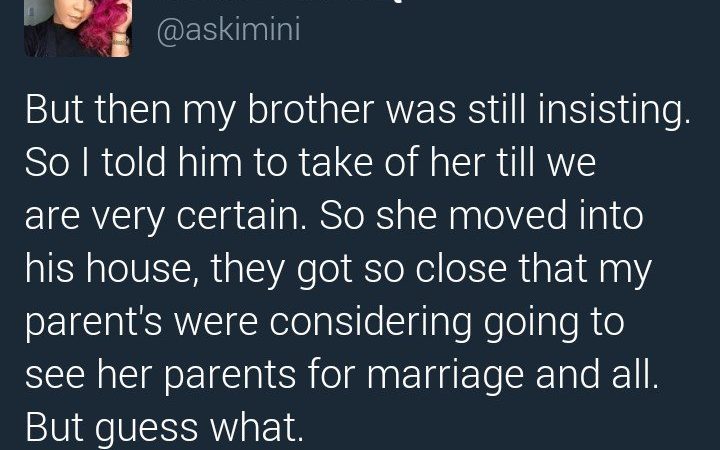 @askimini
But then my brother was still insisting.
So I told him to take of her till we
are very certain. So she moved into
his house, they got so close that my
parent's were considering going to
see her parents for marriage and all.
But guess what.